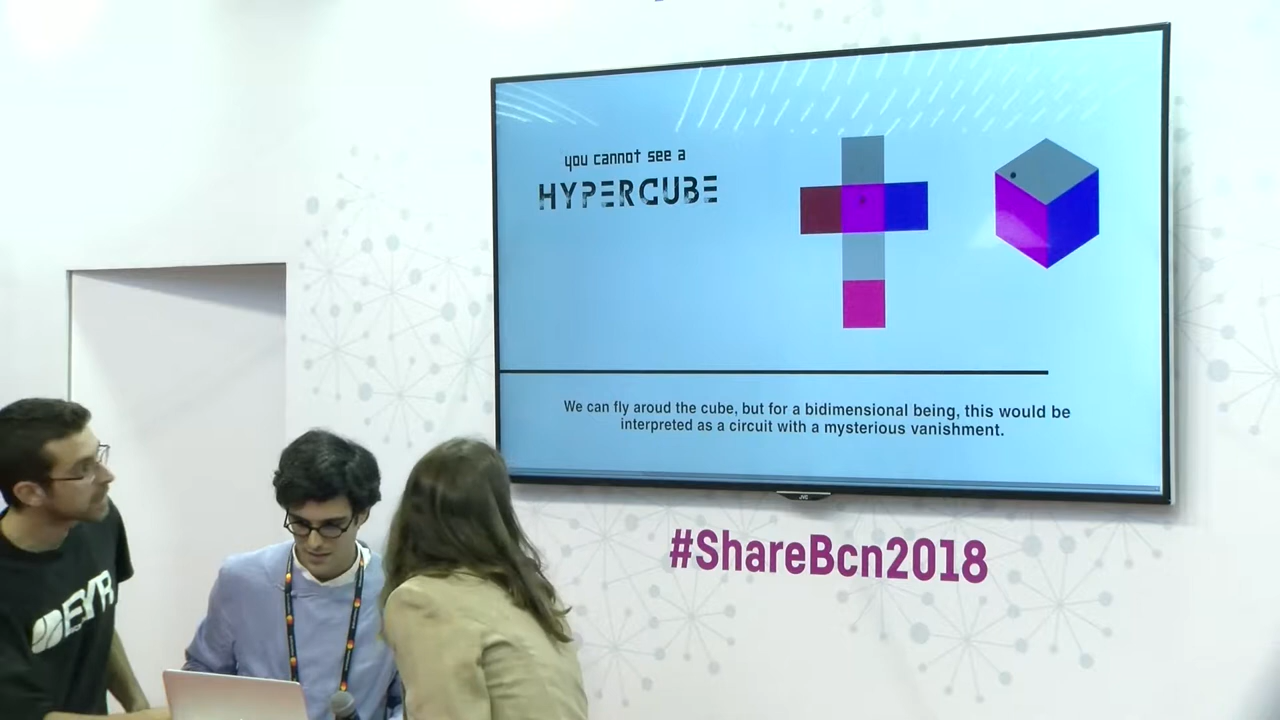 you cannot see a
HYPERCUBE
We can fly aroud the cube, but for a bidimensional being, this would be
interpreted as a circuit with a mysterious vanishment.
JVC
#ShareBcn2018